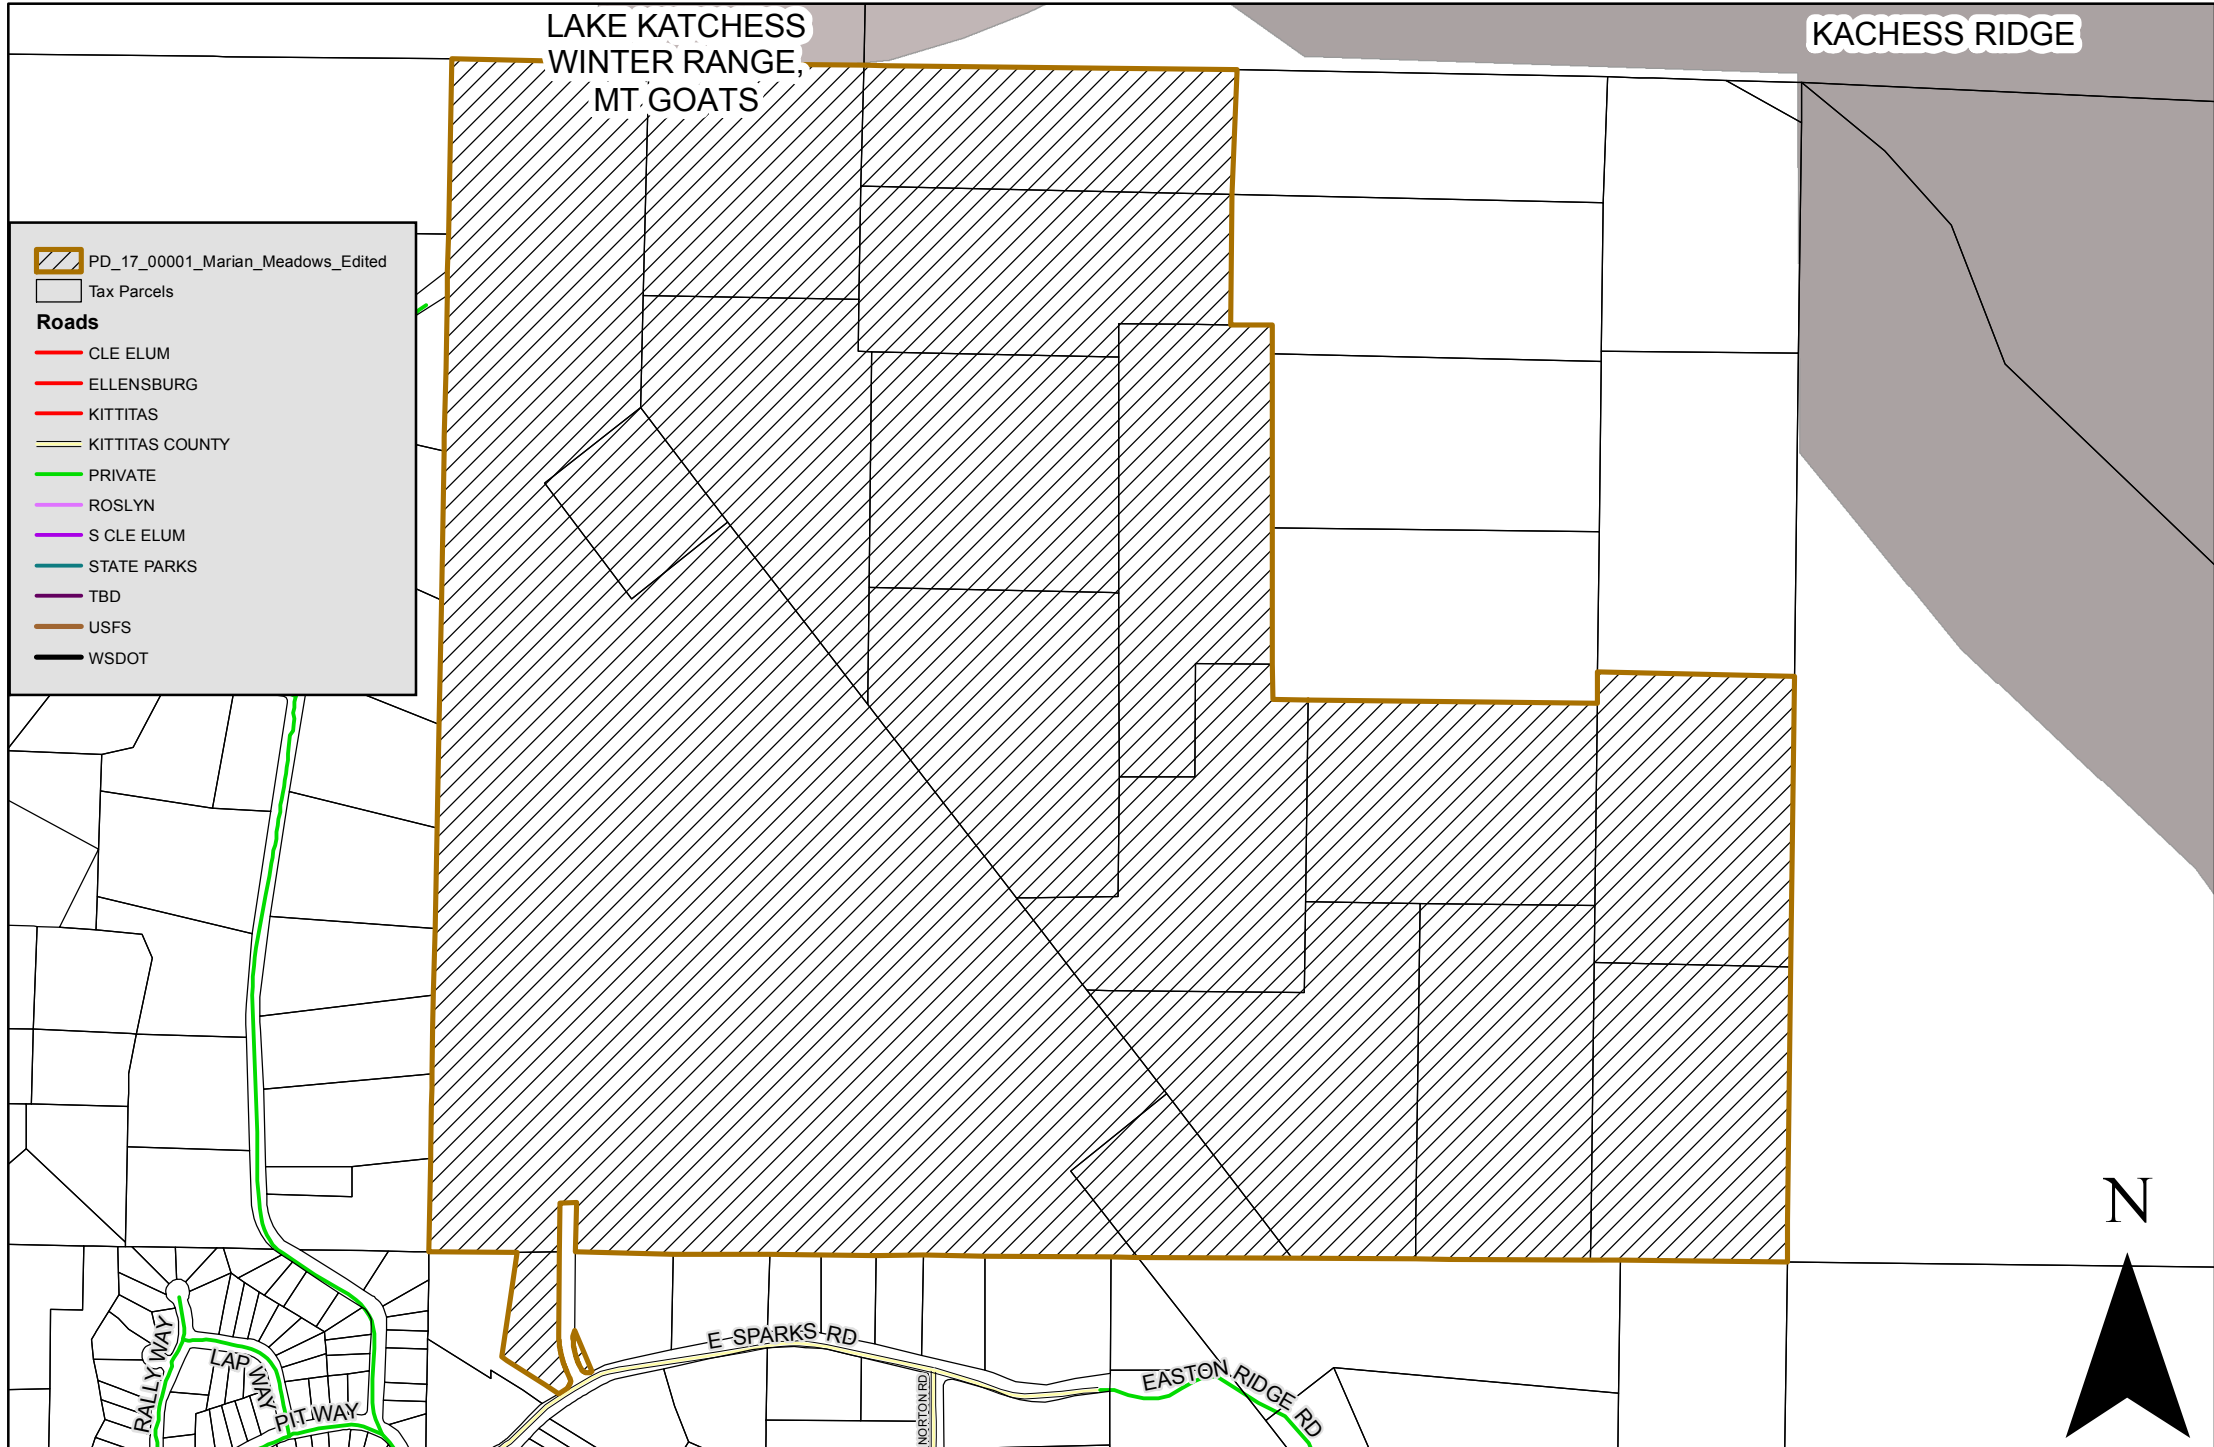 LAKE KATCHESS
WINTER RANGE,
MT GOATS
KACHESS RIDGE
PD_17_00001_Marian_Meadows_Edited
Tax Parcels
Roads
CLE ELUM
ELLENSBURG
KITTITAS
KITTITAS COUNTY
PRIVATE
ROSLYN
S CLE ELUM
STATE PARKS
TBD
USFS
WSDOT
N
E SPARKS RD
EASTON RIDGE RD
NORTON RD
RALLY WAY
LAP WAY
PIT WAY